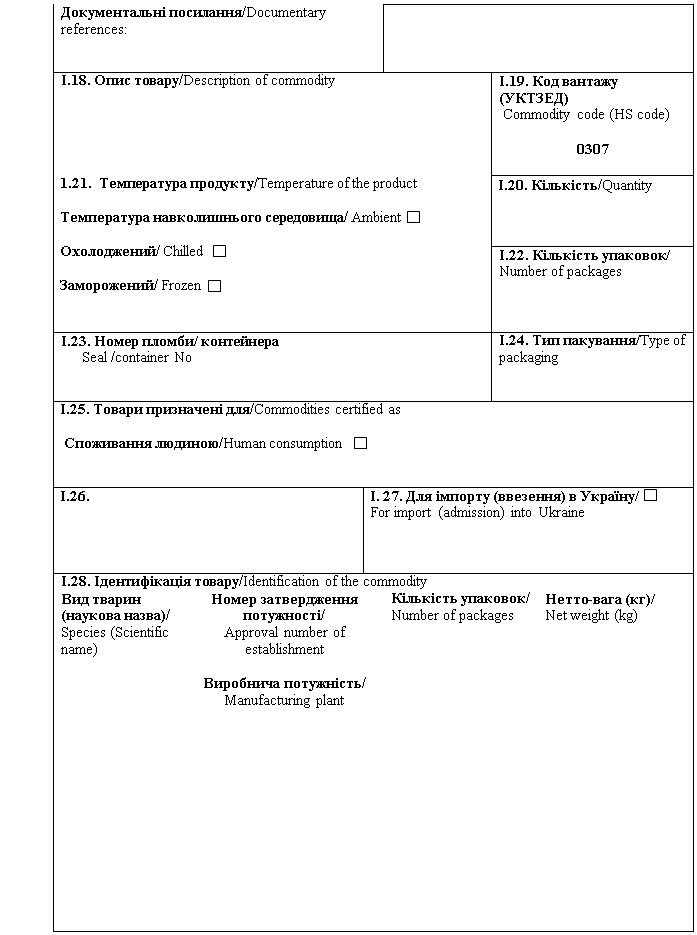 Документальні посилання/Documentary
references:
I.18. Опис товару/Description of commodity
I.19. Код вантажу
(УКТЗЕД)
Commodity code (HS code)
0307
1.21. Температура продукту/Temperature of the product
Температура навколишнього середовища/ Ambient ☐
Охолоджений/ Chilled ☐
Заморожений/ Frozen ☐
I.20. Кількість/Quantity
I.22. Кількість упаковок/
Number of packages
I.23. Номер пломби/ контейнера
Seal /container No
I.24. Тип пакування/Type of
packaging
I.25. Товари призначені для/Commodities certified as
Споживання людиною/Human consumption ☐
I.26.
I. 27. Для імпорту (ввезення) в Україну/ ☐
For import (admission) into Ukraine
I.28. Ідентифікація товару/Identification of the commodity
Вид тварин
(наукова назва)/
Species (Scientific
name)
Номер затвердження
потужності/
Approval number of
establishment
Виробнича потужність/
Manufacturing plant
Кількість упаковок/
Number of packages
Нетто-вага (кг)/
Net weight (kg)